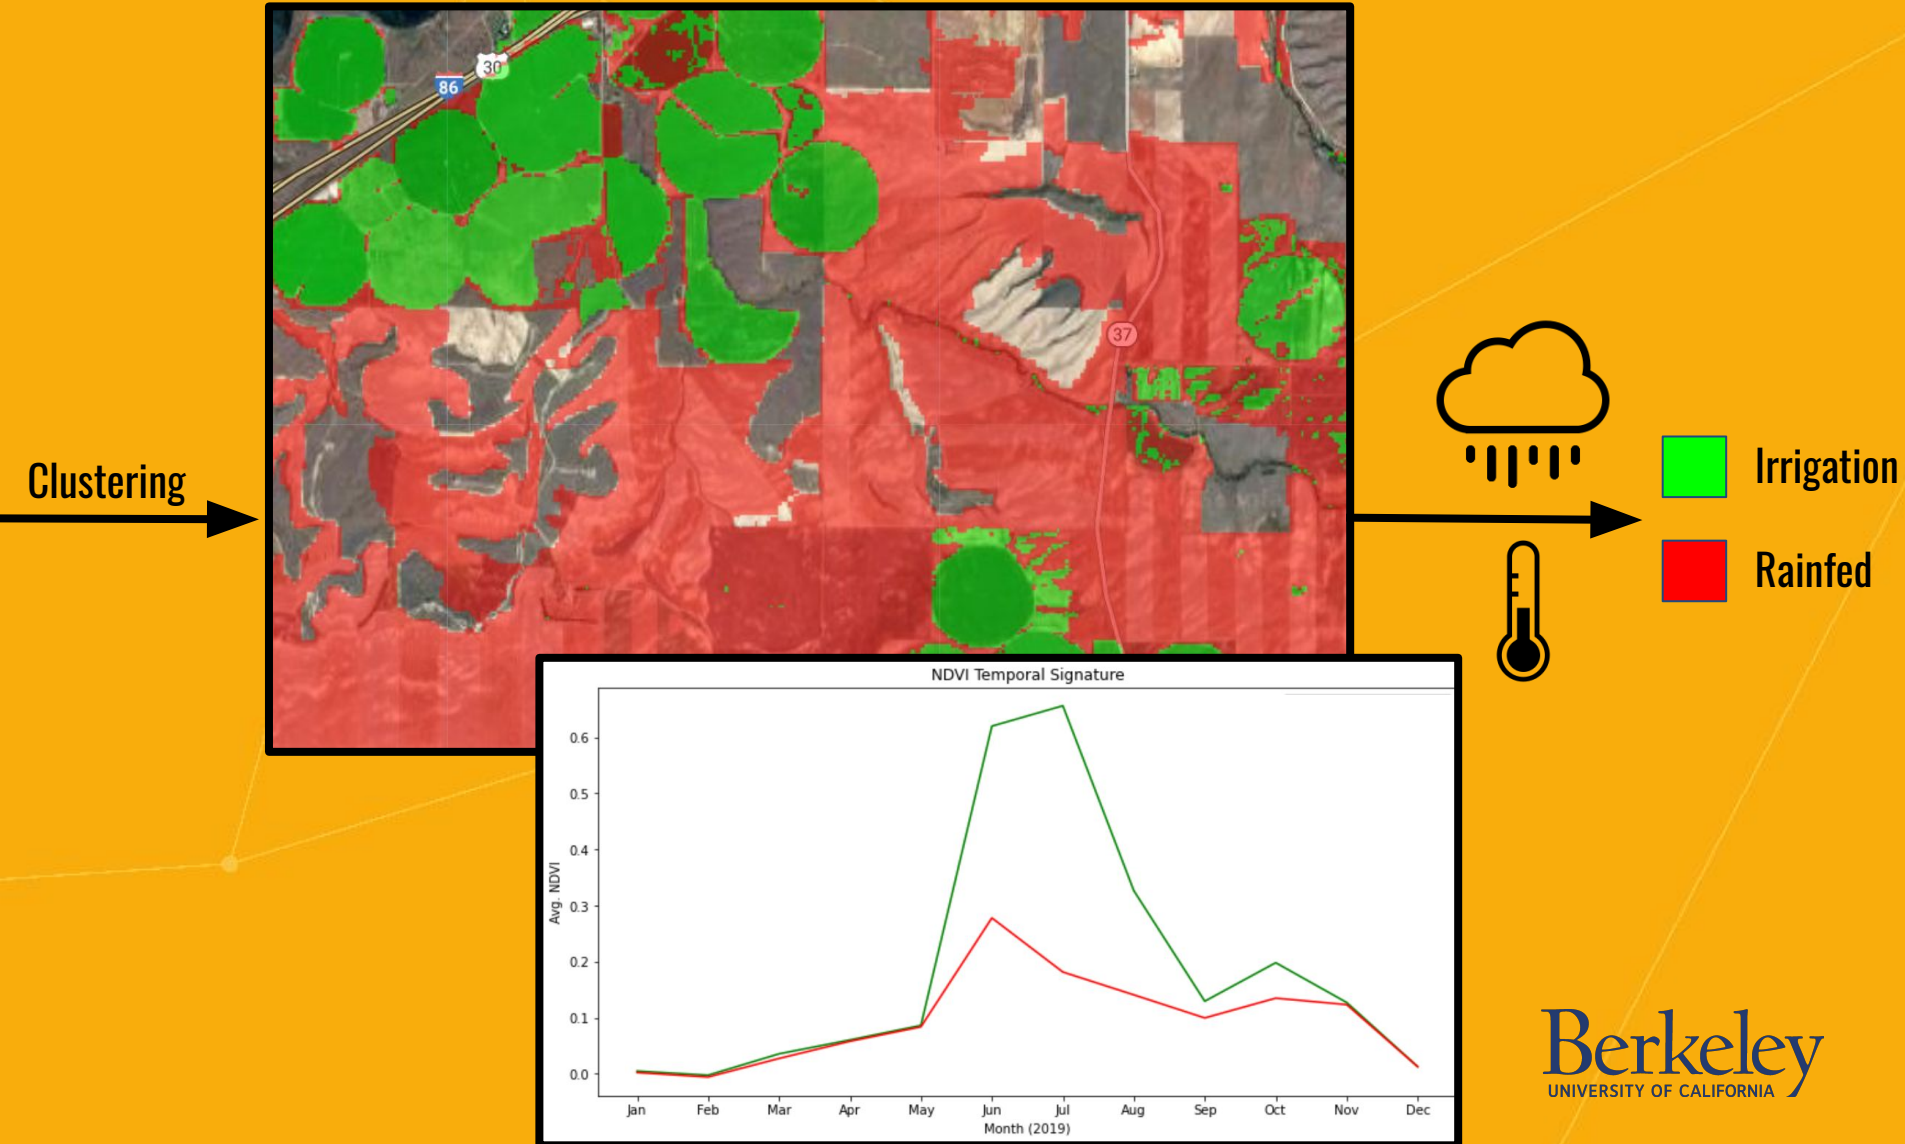 30
86
37
Clustering
Irrigation
Rainfed
NDVI Temporal Signature
Avg. NDVI
0.6
0.5
0.4
0.3
0.2
0.1
0.0
Jan Feb Mar Apr May Jun Jul Aug Sep Oct Nov Dec
Month (2019)
Berkeley
UNIVERSITY OF CALIFORNIA